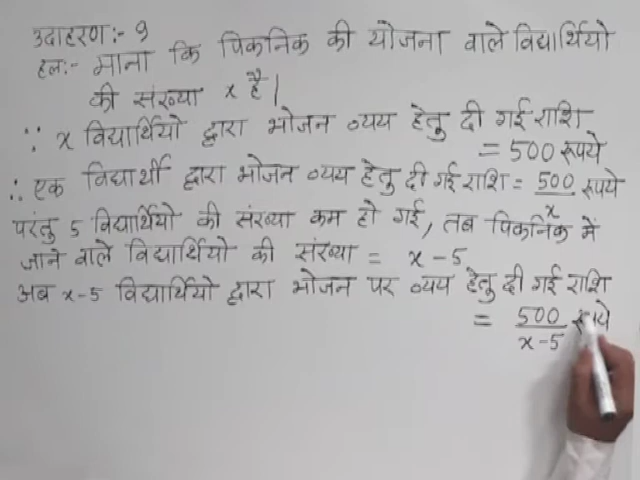 उदाहरण:- 9
हल:- माना कि पिकनिक की योजना वाले विद्यार्थियो
की संख्या x है।
∵ x विद्यार्थियो द्वारा भोजन व्यय हेतु दी गई राशि
= 500 रूपये
∴ एक विद्यार्थी द्वारा भोजन व्यय हेतु दी गई राशि = 500/x रूपये
परंतु 5 विद्यार्थियो की संख्या कम हो गई, तब पिकनिक में
जाने वाले विद्यार्थियो की संख्या = x-5
अब x-5 विद्यार्थियो द्वारा भोजन पर व्यय हेतु दी गई राशि
= 500/x-5 रूपये